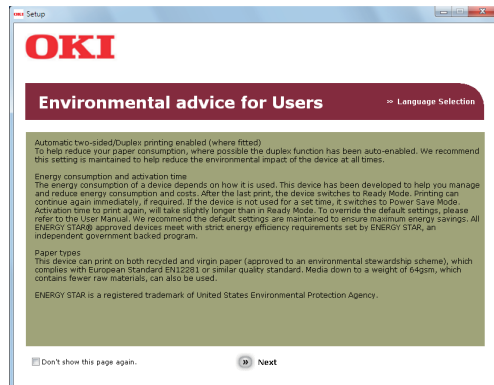 OKI Setup
OKI
Environmental advice for Users
» Language Selection
Automatic two-sided/Duplex printing enabled (where fitted)
To help reduce your paper consumption, where possible the duplex function has been auto-enabled. We recommend
this setting is maintained to help reduce the environmental impact of the device at all times.
Energy consumption and activation time
The energy consumption of a device depends on how it is used. This device has been developed to help you manage
and reduce energy consumption and costs. After the last print, the device switches to Ready Mode. Printing can
continue again immediately, if required. If the device is not used for a set time, it switches to Power Save Mode.
Activation time to print again, will take slightly longer than in Ready Mode. To override the default settings, please
refer to the User Manual. We recommend the default settings are maintained to ensure maximum energy savings. All
ENERGY STAR® approved devices meet with strict energy efficiency requirements set by ENERGY STAR, an
independent government backed program.
Paper types
This device can print on both recycled and virgin paper (approved to an environmental stewardship scheme), which
complies with European Standard EN12281 or similar quality standard. Media down to a weight of 64gsm, which
contains fewer raw materials, can also be used.
ENERGY STAR is a registered trademark of United States Environmental Protection Agency.
Don't show this page again.
» Next